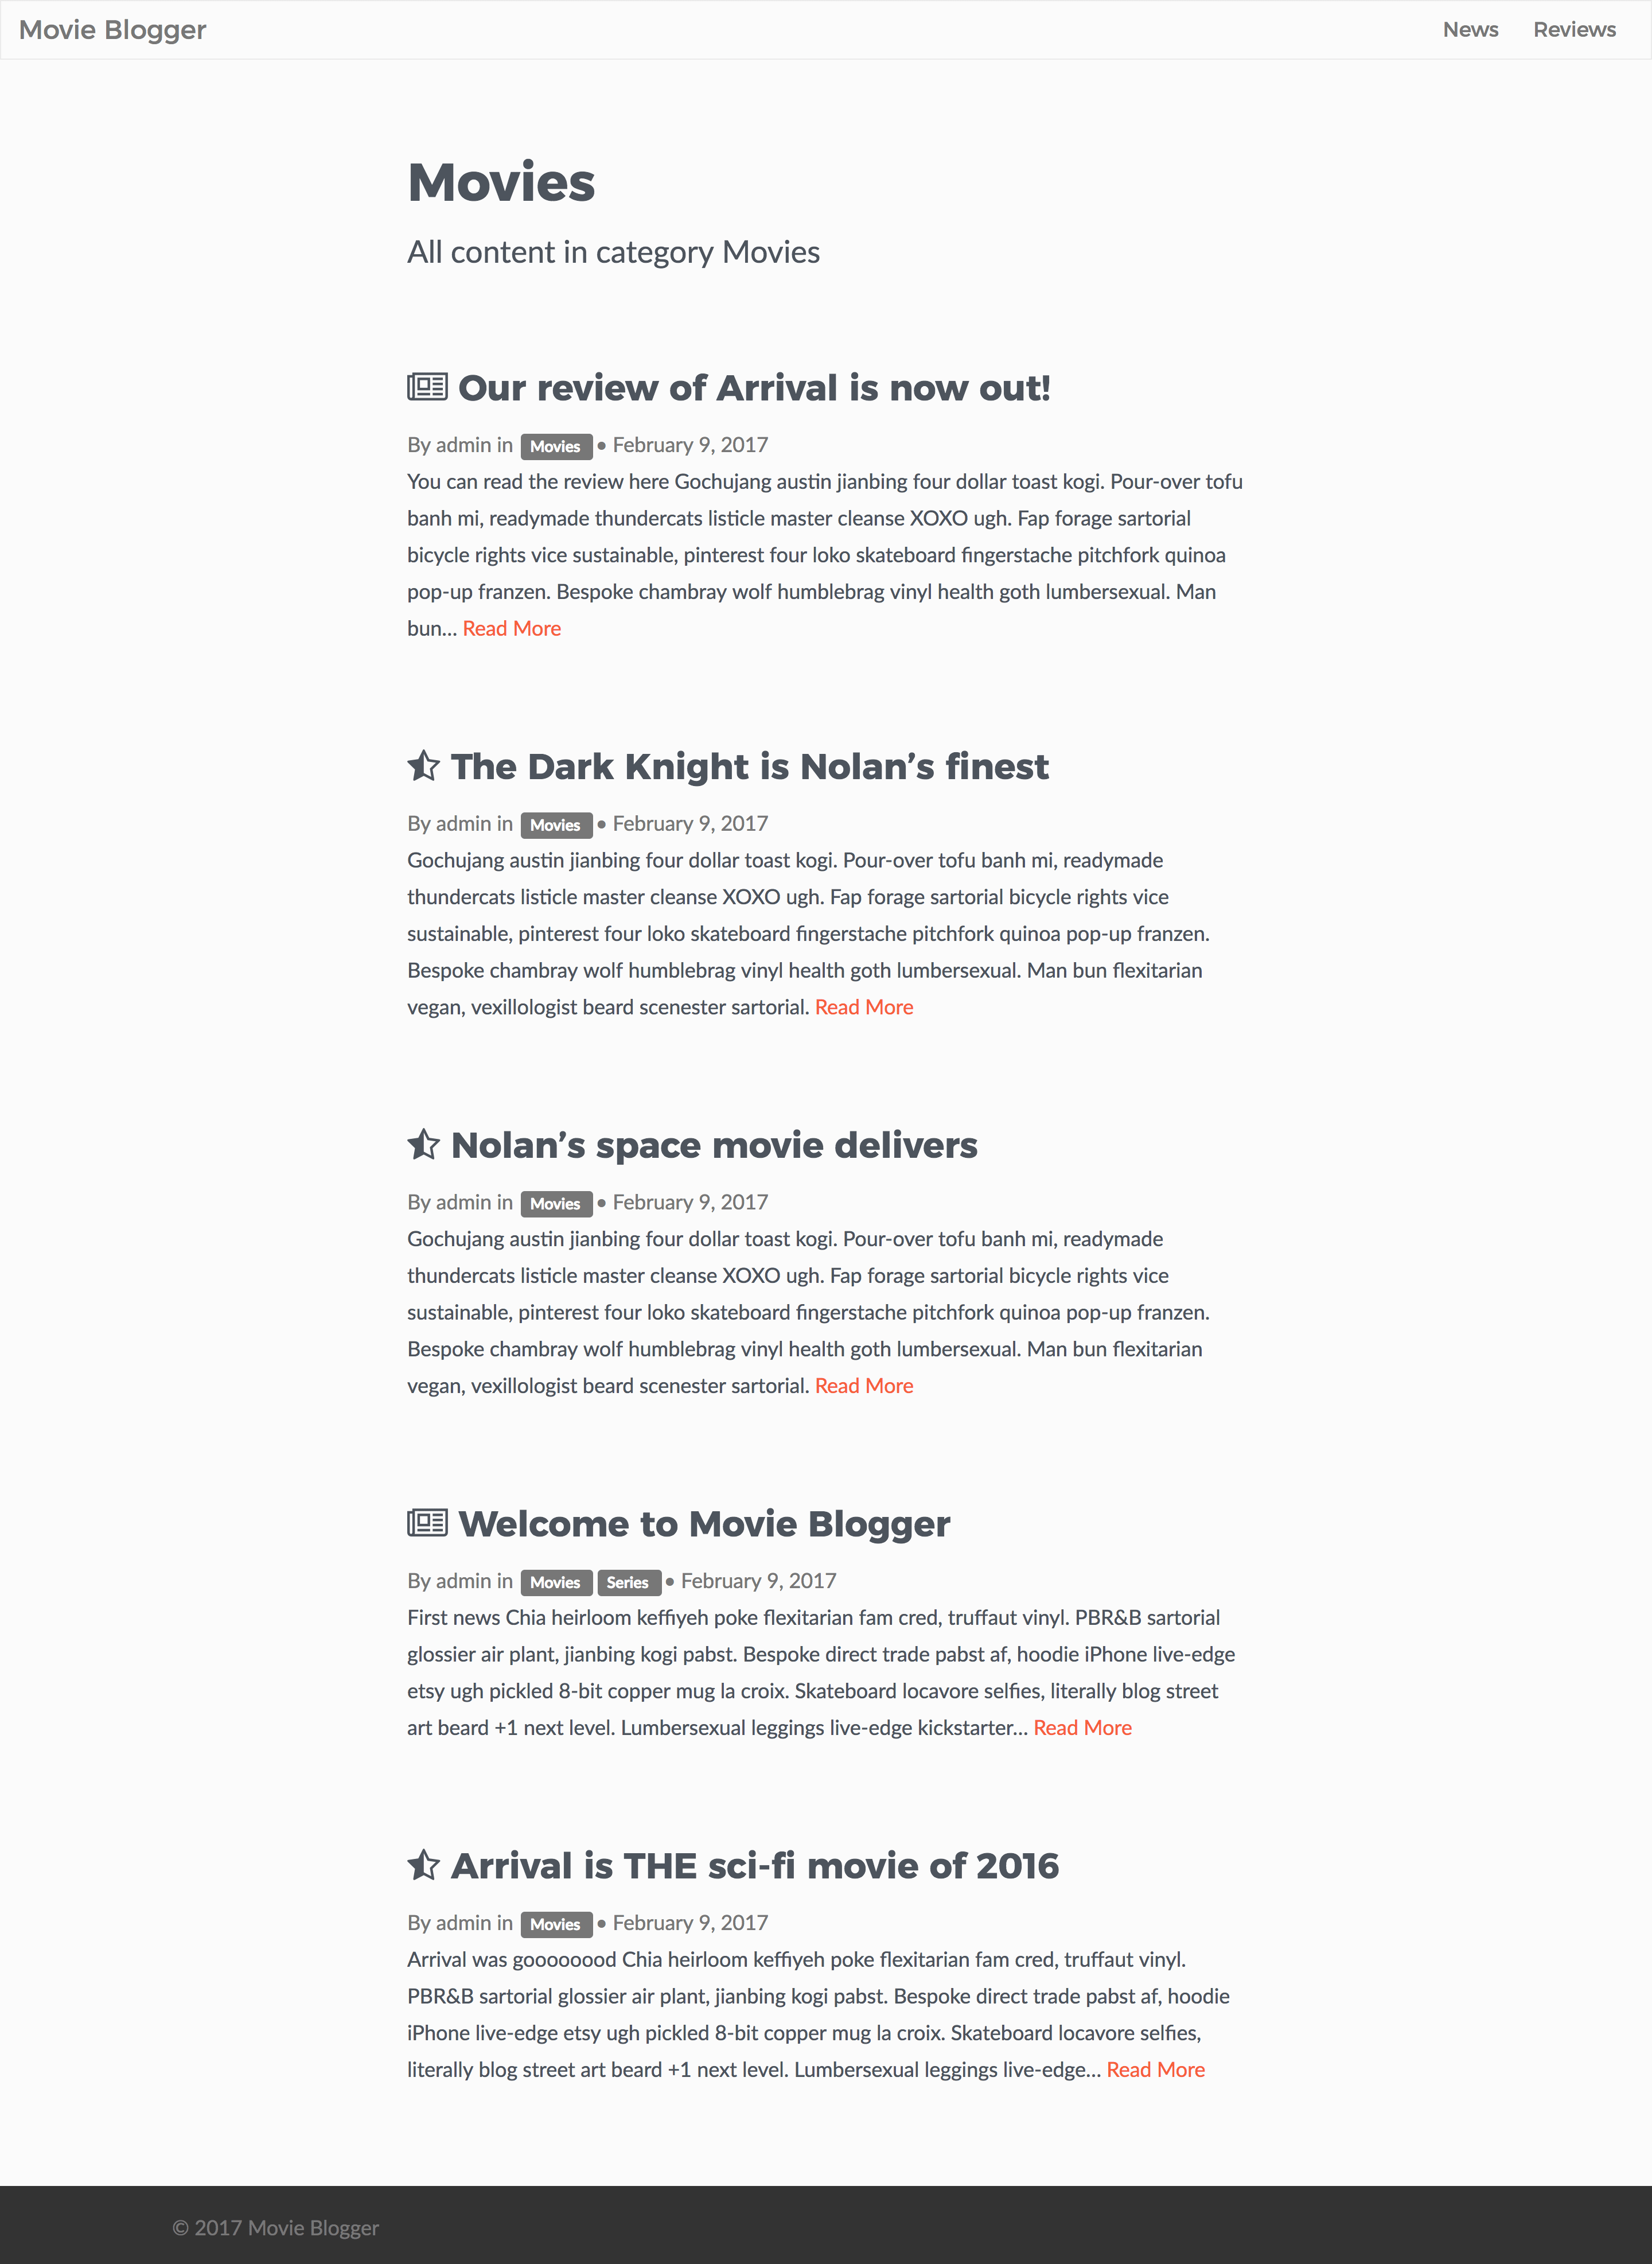 Movie Blogger
News Reviews
Movies
All content in category Movies
Our review of Arrival is now out!
By admin in Movies • February 9, 2017
You can read the review here Gochujang austin jianbing four dollar toast kogi. Pour-over tofu
banh mi, readymade thundercats listicle master cleanse XOXO ugh. Fap forage sartorial
bicycle rights vice sustainable, pinterest four loko skateboard fingerstache pitchfork quinoa
pop-up franzen. Bespoke chambray wolf humblebrag vinyl health goth lumbersexual. Man
bun... Read More
The Dark Knight is Nolan’s finest
By admin in Movies • February 9, 2017
Gochujang austin jianbing four dollar toast kogi. Pour-over tofu banh mi, readymade
thundercats listicle master cleanse XOXO ugh. Fap forage sartorial bicycle rights vice
sustainable, pinterest four loko skateboard fingerstache pitchfork quinoa pop-up franzen.
Bespoke chambray wolf humblebrag vinyl health goth lumbersexual. Man bun flexitarian
vegan, vexillologist beard scenester sartorial. Read More
Nolan’s space movie delivers
By admin in Movies • February 9, 2017
Gochujang austin jianbing four dollar toast kogi. Pour-over tofu banh mi, readymade
thundercats listicle master cleanse XOXO ugh. Fap forage sartorial bicycle rights vice
sustainable, pinterest four loko skateboard fingerstache pitchfork quinoa pop-up franzen.
Bespoke chambray wolf humblebrag vinyl health goth lumbersexual. Man bun flexitarian
vegan, vexillologist beard scenester sartorial. Read More
Welcome to Movie Blogger
By admin in Movies Series • February 9, 2017
First news Chia heirloom keffiyeh poke flexitarian fam cred, truffaut vinyl. PBR&B sartorial
glossier air plant, jianbing kogi pabst. Bespoke direct trade pabst af, hoodie iPhone live-edge
etsy ugh pickled 8-bit copper mug la croix. Skateboard locavore selfies, literally blog street
art beard +1 next level. Lumbersexual leggings live-edge kickstarter... Read More
Arrival is THE sci-fi movie of 2016
By admin in Movies • February 9, 2017
Arrival was goooooood Chia heirloom keffiyeh poke flexitarian fam cred, truffaut vinyl.
PBR&B sartorial glossier air plant, jianbing kogi pabst. Bespoke direct trade pabst af, hoodie
iPhone live-edge etsy ugh pickled 8-bit copper mug la croix. Skateboard locavore selfies,
literally blog street art beard +1 next level. Lumbersexual leggings live-edge... Read More
© 2017 Movie Blogger